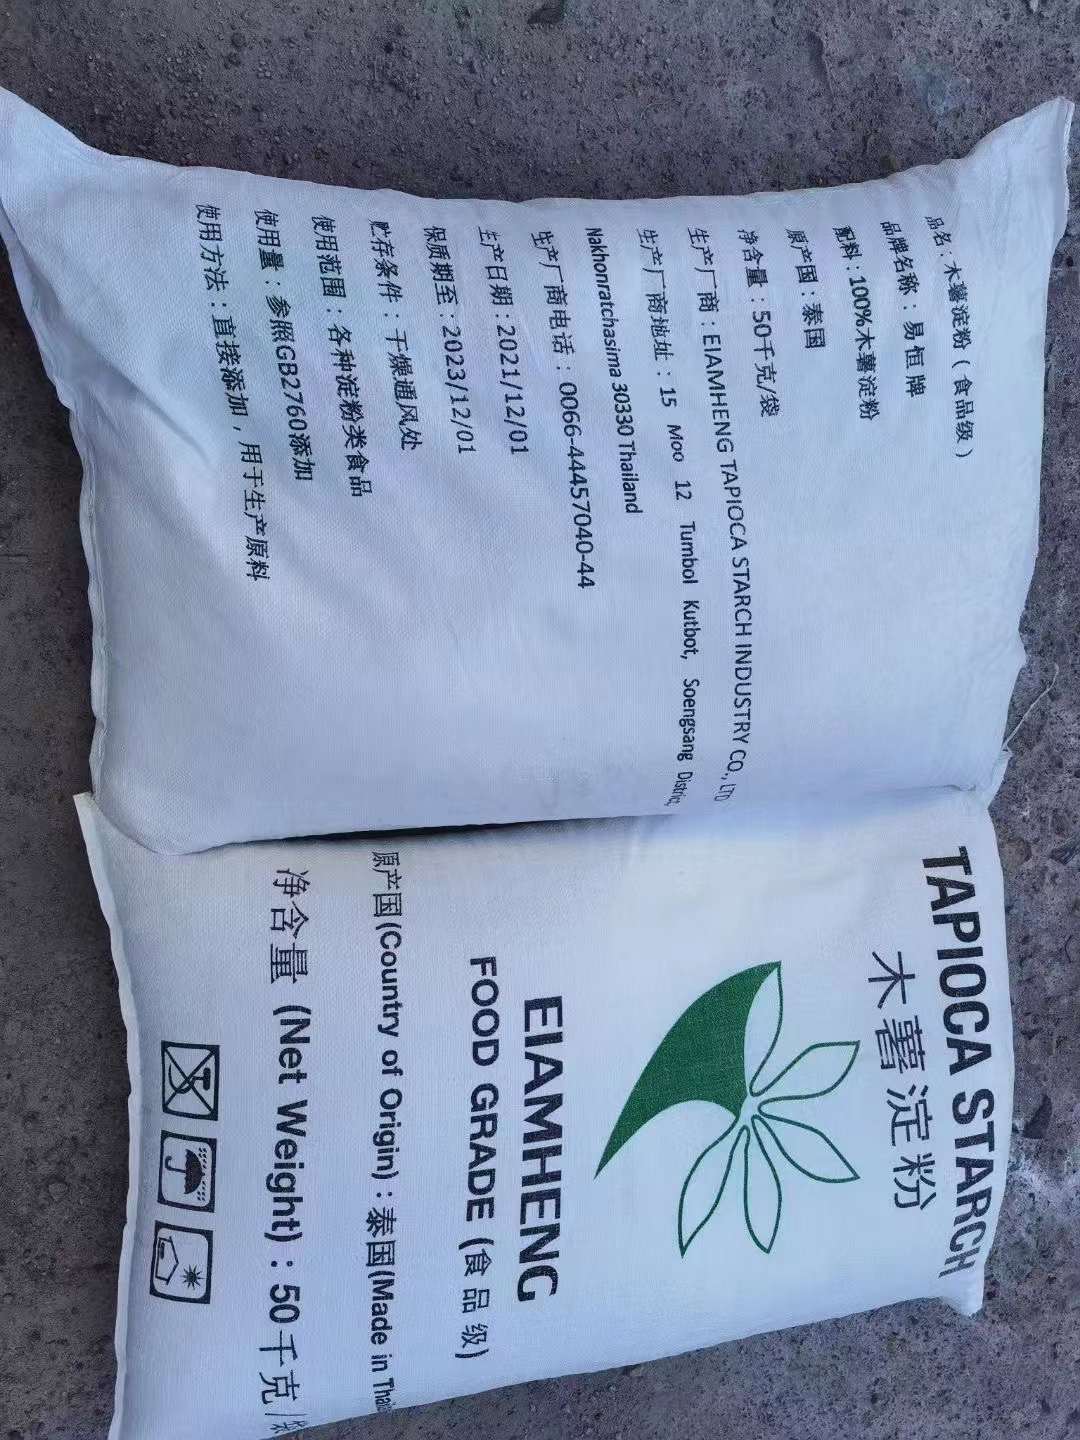 品名：木薯淀粉（食品级）
品牌名称：易恒牌
配料：100%木薯淀粉
原产国：泰国
净含量：50千克/袋
生产厂商：EIAMHENG TAPIOCA STARCH INDUSTRY CO., LTD
生产厂商地址：15 Moo 12 Tumbol Kutbot, Soengsang District,
Nakhonratchasima 30330 Thailand
生产厂商电话：0066-44457040-44
生产日期：2021/12/01
保质期至：2023/12/01
贮存条件：干燥通风处
使用范围：各种淀粉类食品
使用量：参照GB2760添加
使用方法：直接添加，用于生产原料
TAPIOCA STARCH
木薯淀粉
EIAMHENG
FOOD GRADE (食品级)
原产国(Country of Origin)：泰国(Made in Thai
净含量 (Net Weight)：50千克/袋